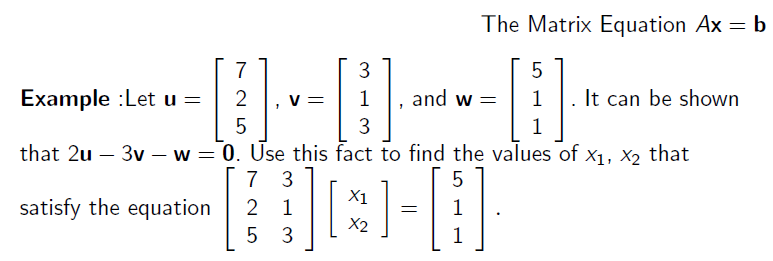 The Matrix Equation Ax = b
Example :Let u = [ 7 2 5 ], v = [ 3 1 3 ], and w = [ 5 1 1 ]. It can be shown
that 2u − 3v − w = 0. Use this fact to find the values of x₁, x₂ that
satisfy the equation [ 7 3 2 1 5 3 ] [ x₁ x₂ ] = [ 5 1 1 ].